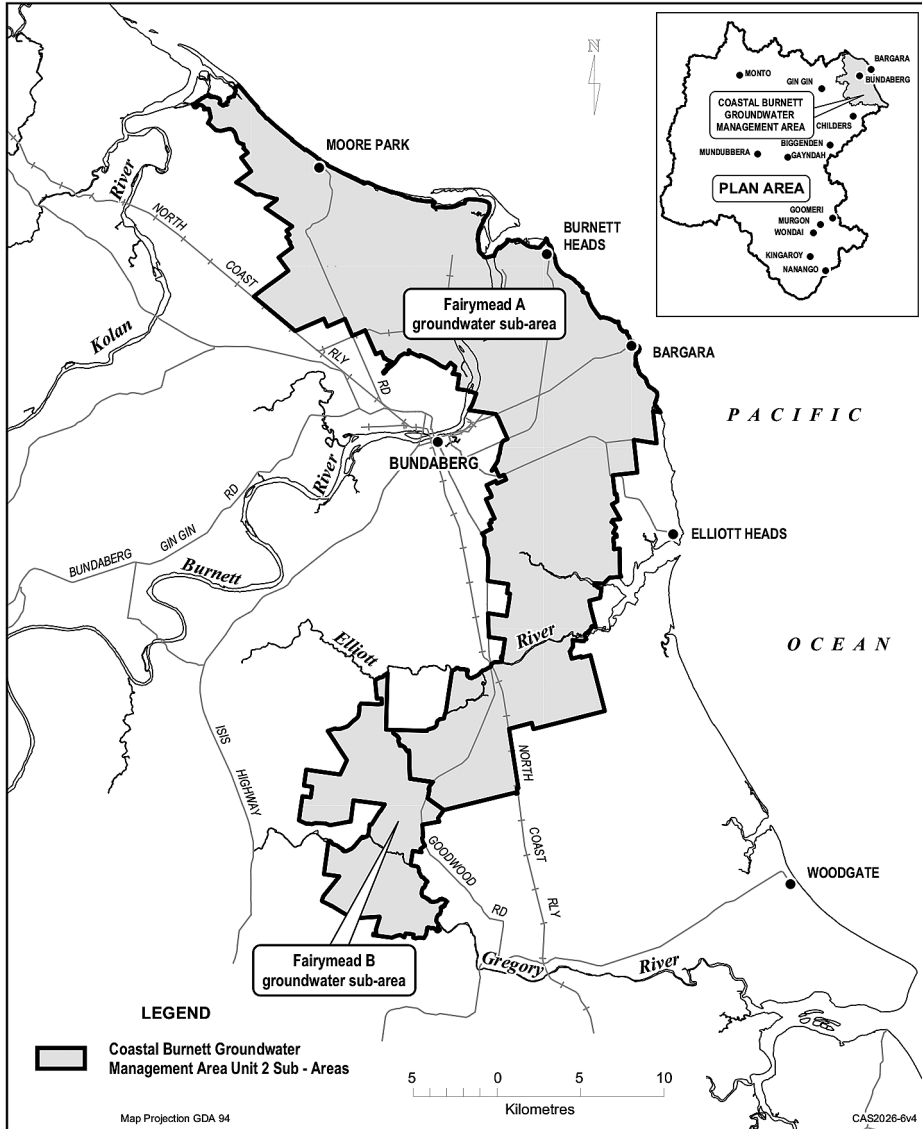 N
MOORE PARK
BURNETT
HEADS
River
NORTH
COAST
RLY
RD
Kolan
Fairymead A
groundwater sub-area
BARGARA
PACIFIC
BUNDABERG
River
ELLIOTT HEADS
BUNDABERG
GIN GIN
RD
Burnett
River
Elliott
OCEAN
ISIS
HIGHWAY
NORTH
COAST
RLY
GOODWOOD
RD
WOODGATE
Fairymead B
groundwater sub-area
Gregory
River
MONTO
GIN GIN
BARGARA
BUNDABERG
COASTAL BURNETT
GROUNDWATER
MANAGEMENT AREA
CHILDERS
BIGGENDEN
MUNDUBBERA
GAYNDAH
PLAN AREA
GOOMERI
MURGON
WONDAI
KINGAROY
NANANGO
LEGEND
Coastal Burnett Groundwater
Management Area Unit 2 Sub - Areas
5 0 5 10
Kilometres
Map Projection GDA 94
CAS2026-6v4